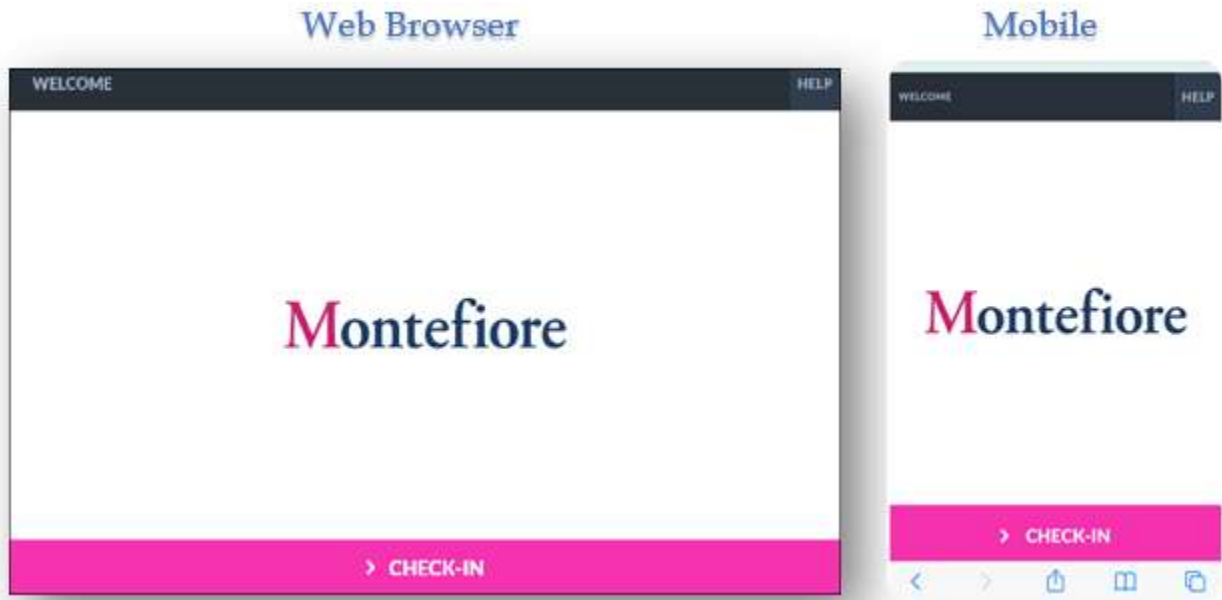 Web Browser
Mobile
WELCOME
HELP
WELCOME
HELP
Montefiore
Montefiore
> CHECK-IN
> CHECK-IN